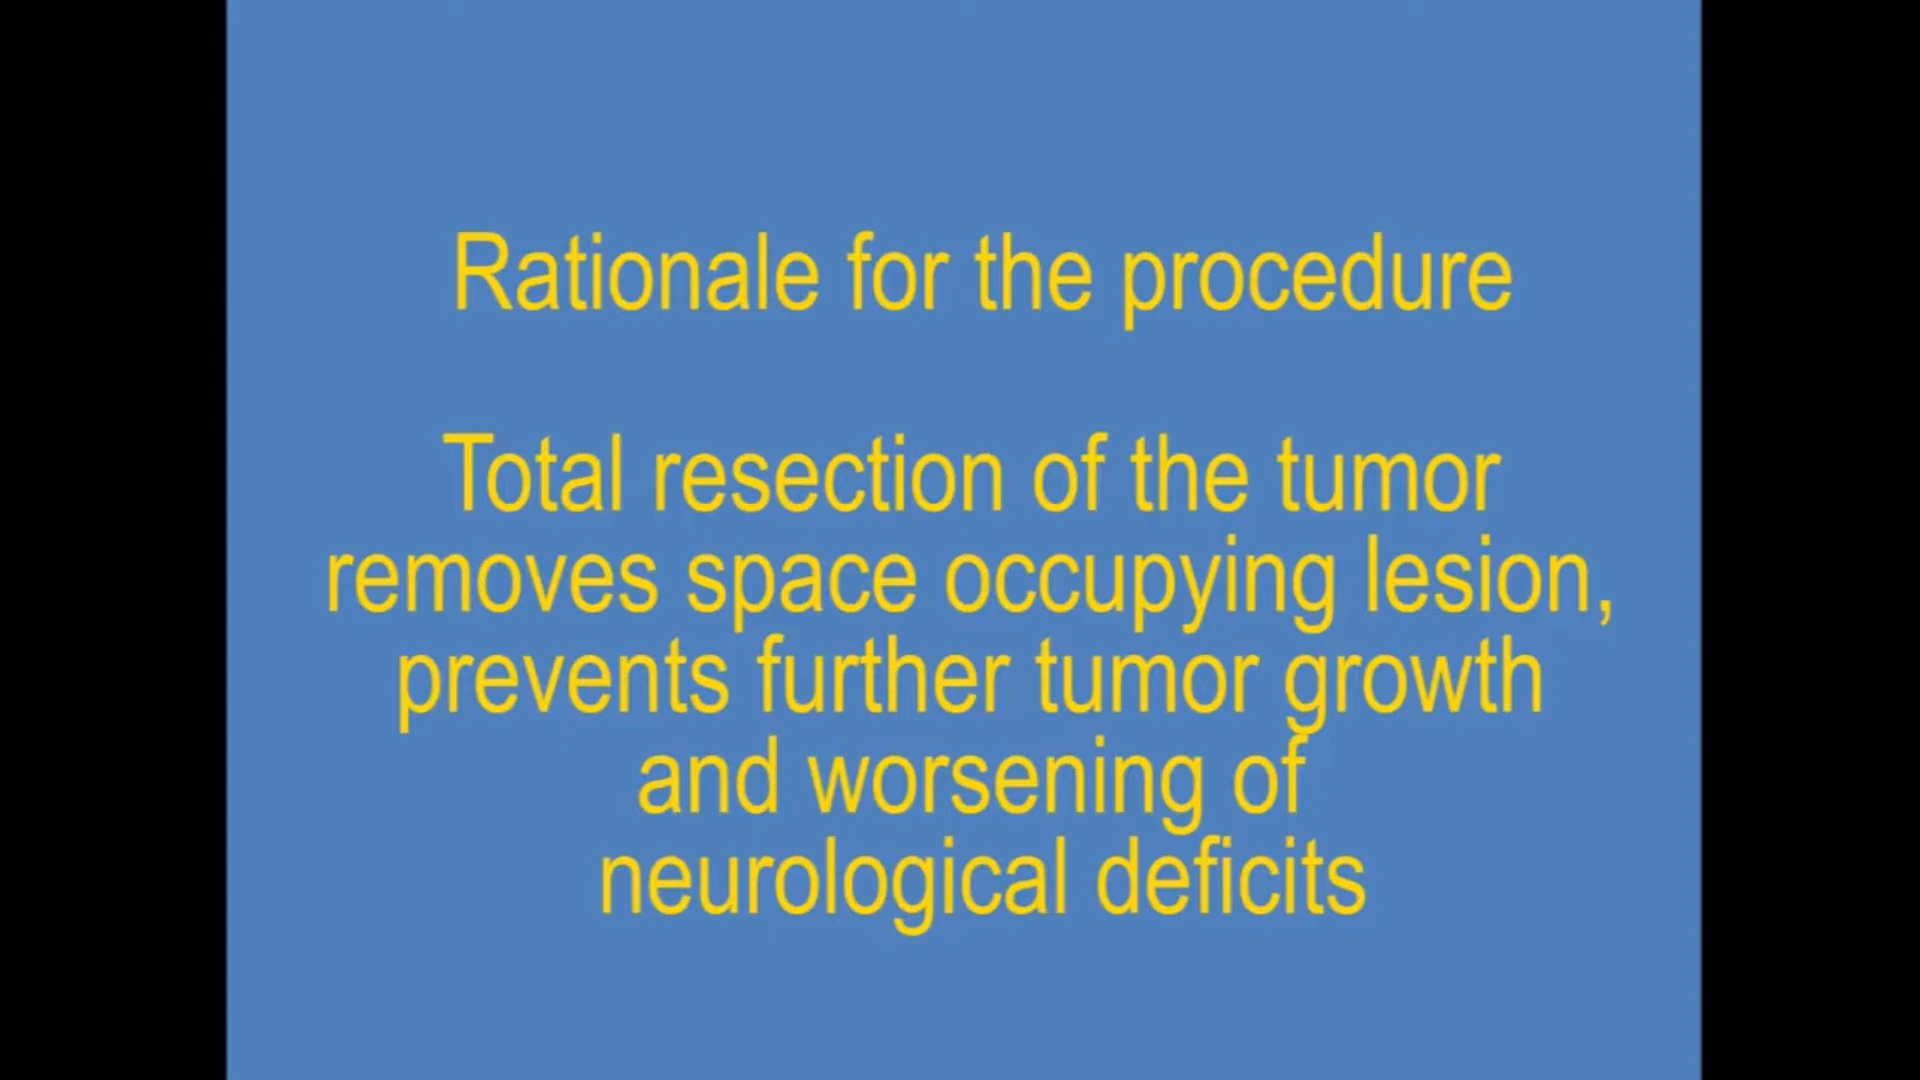 Rationale for the procedure
Total resection of the tumor
removes space occupying lesion,
prevents further tumor growth
and worsening of
neurological deficits